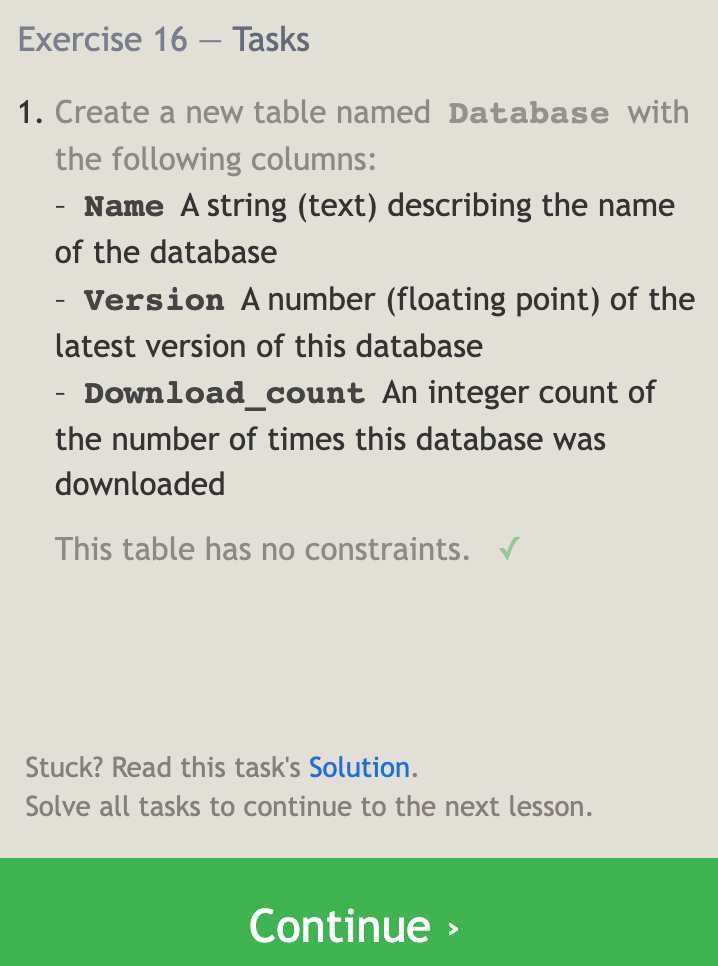 Exercise 16 — Tasks
1. Create a new table named Database with
the following columns:
– Name A string (text) describing the name
of the database
– Version A number (floating point) of the
latest version of this database
– Download_count An integer count of
the number of times this database was
downloaded
This table has no constraints. ✓
Stuck? Read this task's Solution.
Solve all tasks to continue to the next lesson.
Continue ›